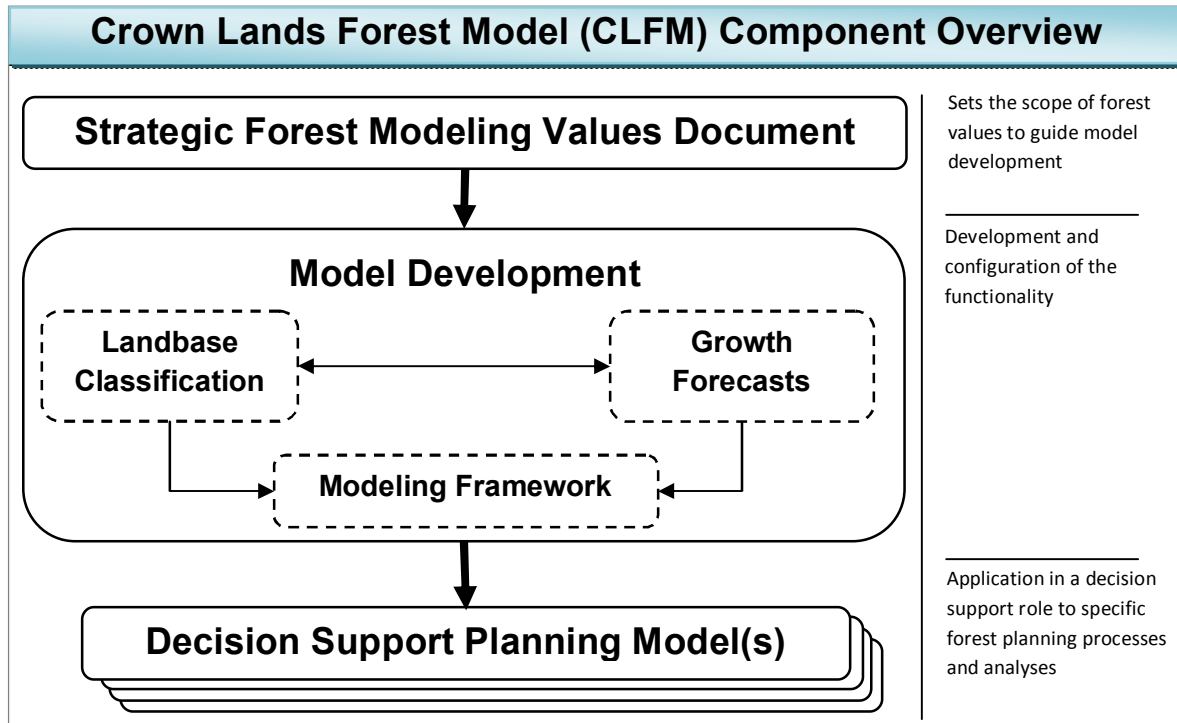 Crown Lands Forest Model (CLFM) Component Overview
Strategic Forest Modeling Values Document
Sets the scope of forest
values to guide model
development
Model Development
Landbase
Classification
Growth
Forecasts
Modeling Framework
Development and
configuration of the
functionality
Decision Support Planning Model(s)
Application in a decision
support role to specific
forest planning processes
and analyses